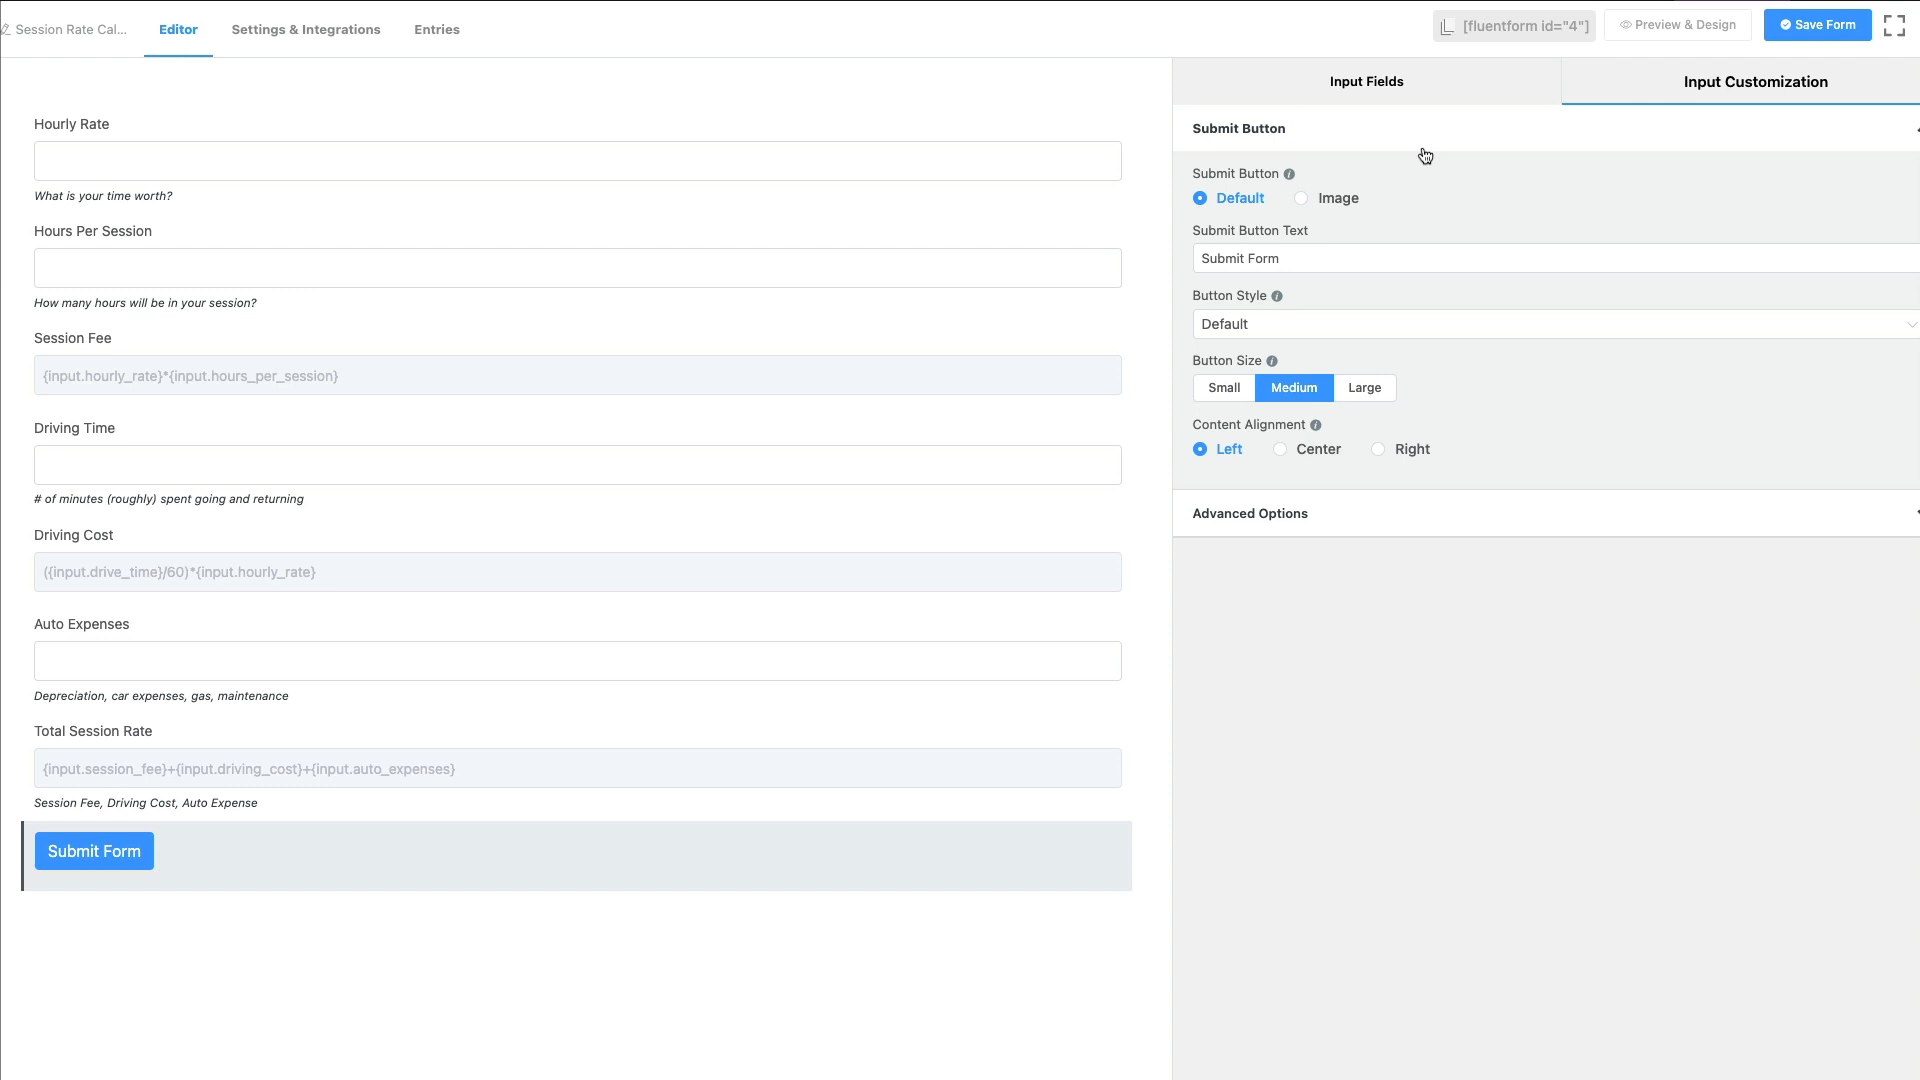 Session Rate Cal...
Editor
Settings & Integrations
Entries
[fluentform id="4"]
Preview & Design
Save Form
Hourly Rate
What is your time worth?
Hours Per Session
How many hours will be in your session?
Session Fee
{input.hourly_rate}*{input.hours_per_session}
Driving Time
# of minutes (roughly) spent going and returning
Driving Cost
({input.drive_time}/60)*{input.hourly_rate}
Auto Expenses
Depreciation, car expenses, gas, maintenance
Total Session Rate
{input.session_fee}+{input.driving_cost}+{input.auto_expenses}
Session Fee, Driving Cost, Auto Expense
Submit Form
Input Fields
Input Customization
Submit Button
Submit Button
Default
Image
Submit Button Text
Submit Form
Button Style
Default
Button Size
Small
Medium
Large
Content Alignment
Left
Center
Right
Advanced Options